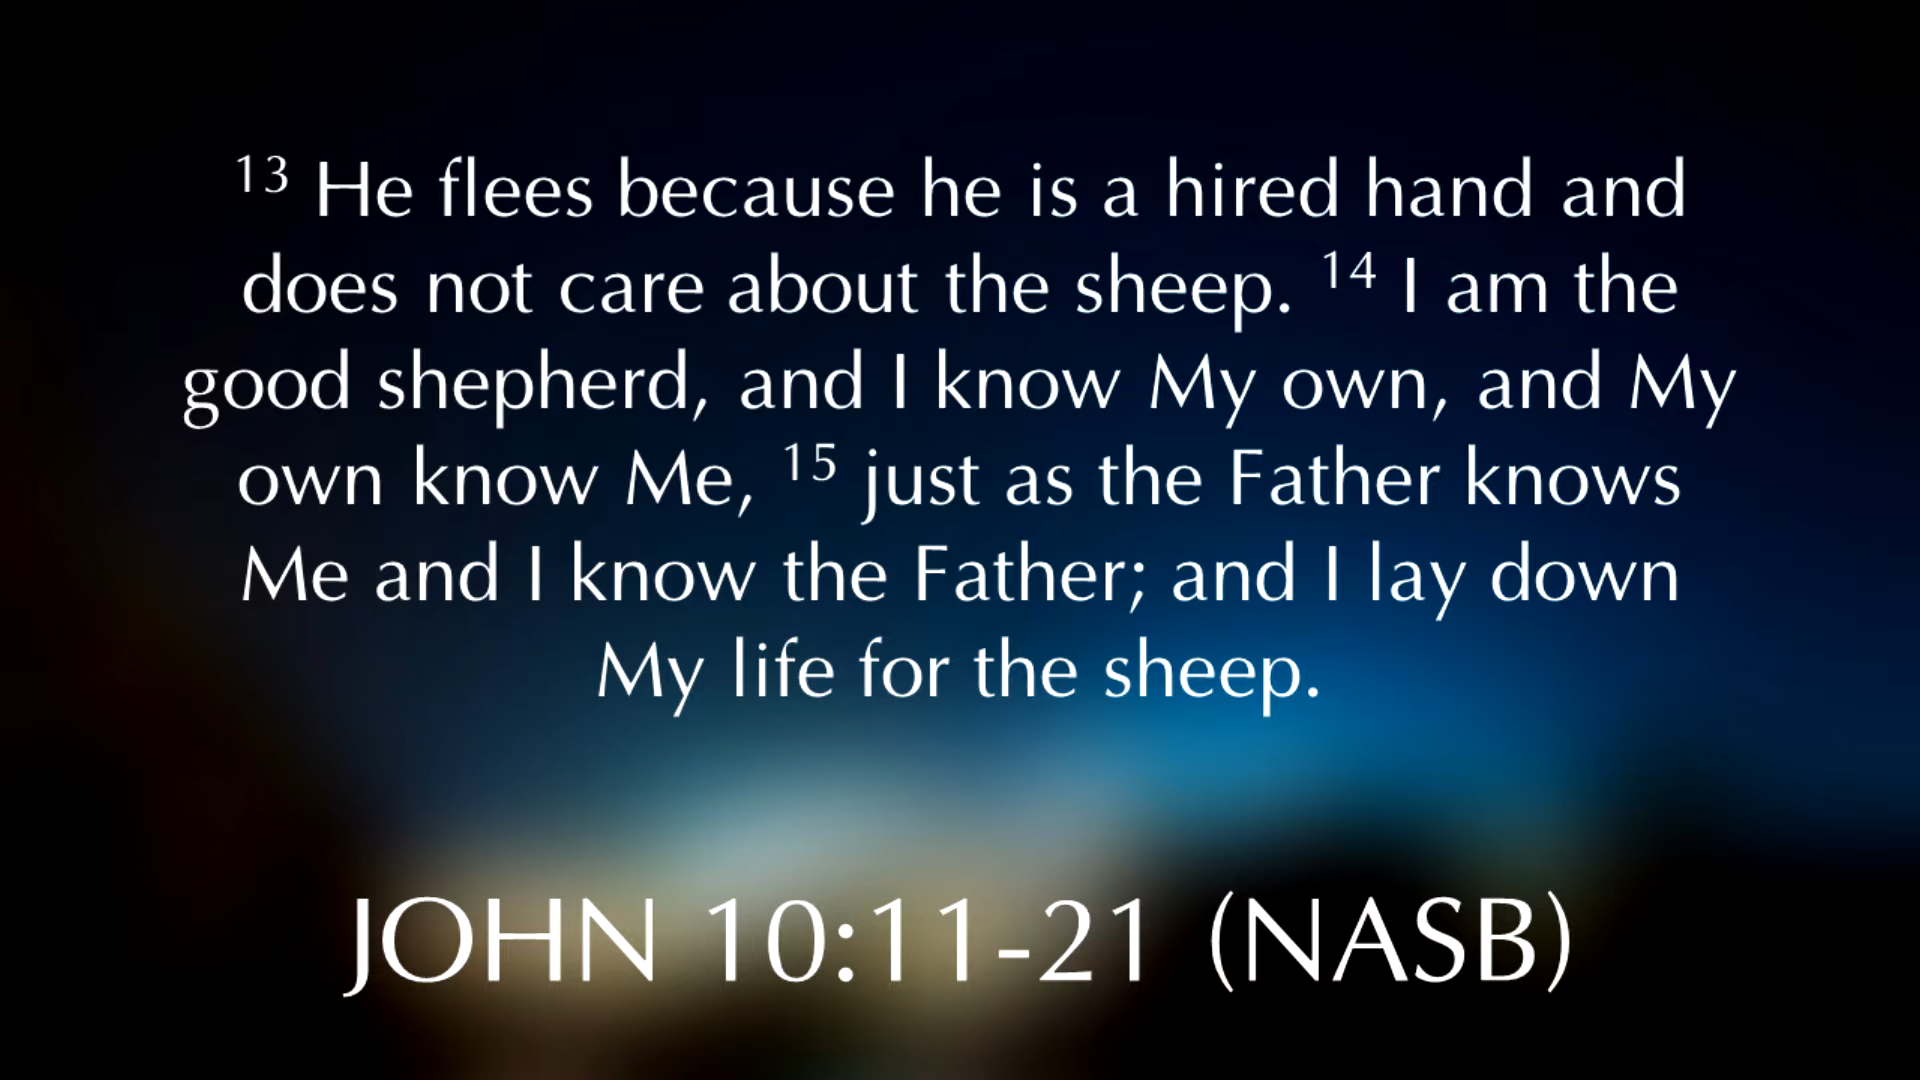 13 He flees because he is a hired hand and
does not care about the sheep. 14 I am the
good shepherd, and I know My own, and My
own know Me, 15 just as the Father knows
Me and I know the Father; and I lay down
My life for the sheep.
JOHN 10:11-21 (NASB)